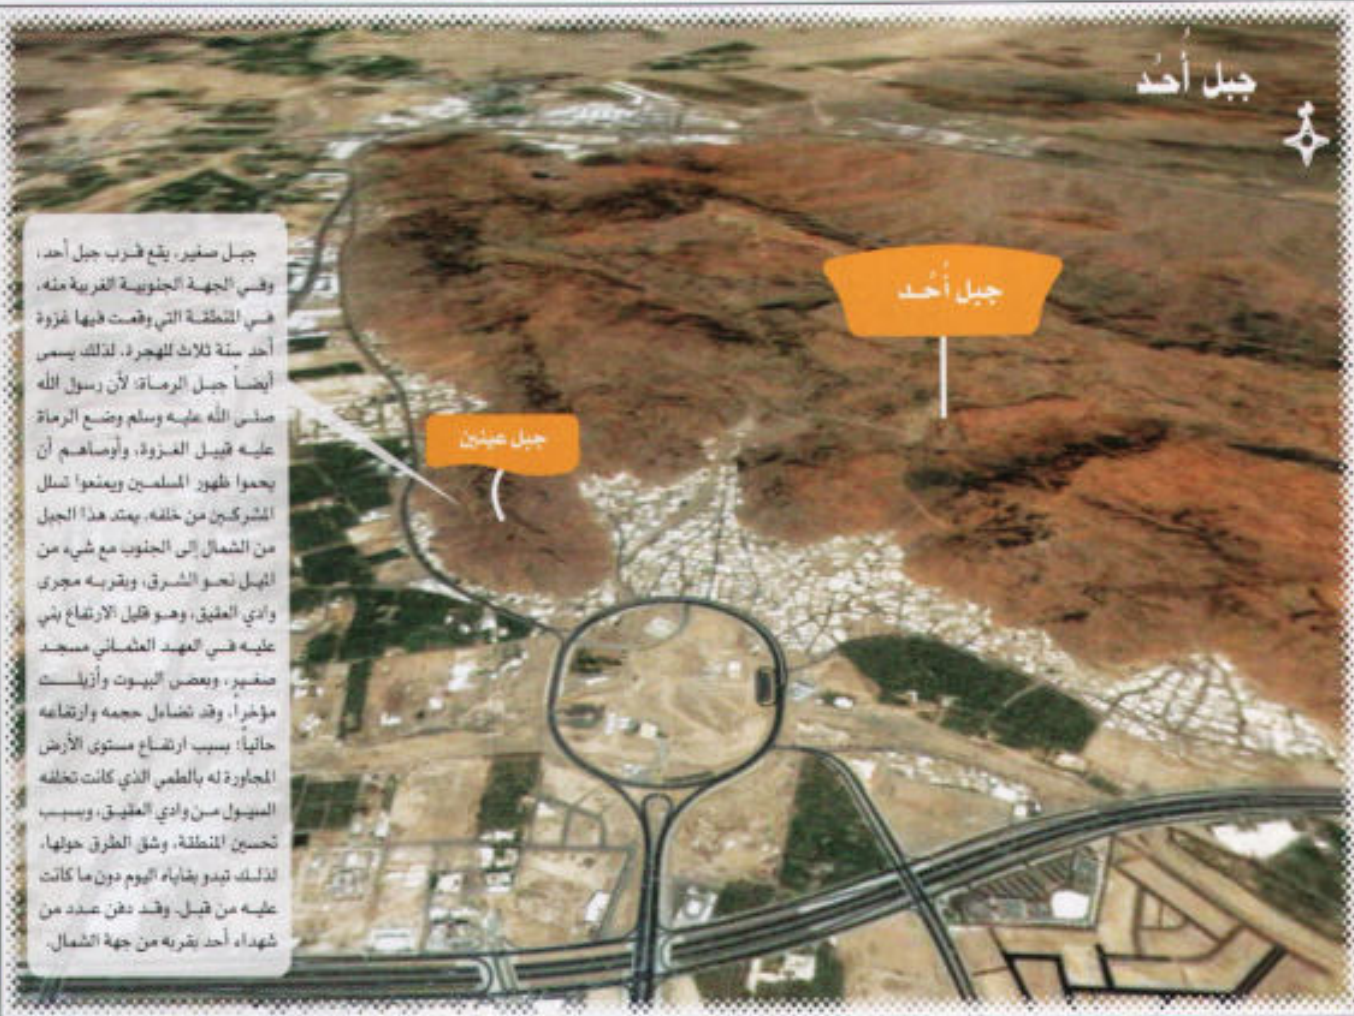 جبل أُحُد
جبل أُحُد
جبل عينين
جبل صغير، يقع قرب جبل أحد،
وفي الجهة الجنوبية الغربية منه،
في المنطقة التي وقعت فيها غزوة
أحد سنة ثلاث للهجرة، لذلك يسمى
أيضاً جبل الرماة؛ لأن رسول الله
صلى الله عليه وسلم وضع الرماة
عليه قبيل الغزوة، وأوصاهم أن
يحموا ظهور المسلمين ويمنعوا تسلل
المشركين من خلفه. يمتد هذا الجبل
من الشمال إلى الجنوب مع شيء من
الميل نحو الشرق، وبقربه مجرى
وادي العقيق، وهو قليل الارتفاع بني
عليه في العهد العثماني مسجد
صغير، وبعض البيوت وأزيلت
مؤخراً، وقد تضاءل حجمه وارتفاعه
حالياً؛ بسبب ارتفاع مستوى الأرض
المجاورة له بالطمي الذي كانت تخلفه
السيول من وادي العقيق، وبسبب
تحسين المنطقة، وشق الطرق حولها،
لذلك تبدو بقاياه اليوم دون ما كانت
عليه من قبل. وقد دفن عدد من
شهداء أحد بقربه من جهة الشمال.